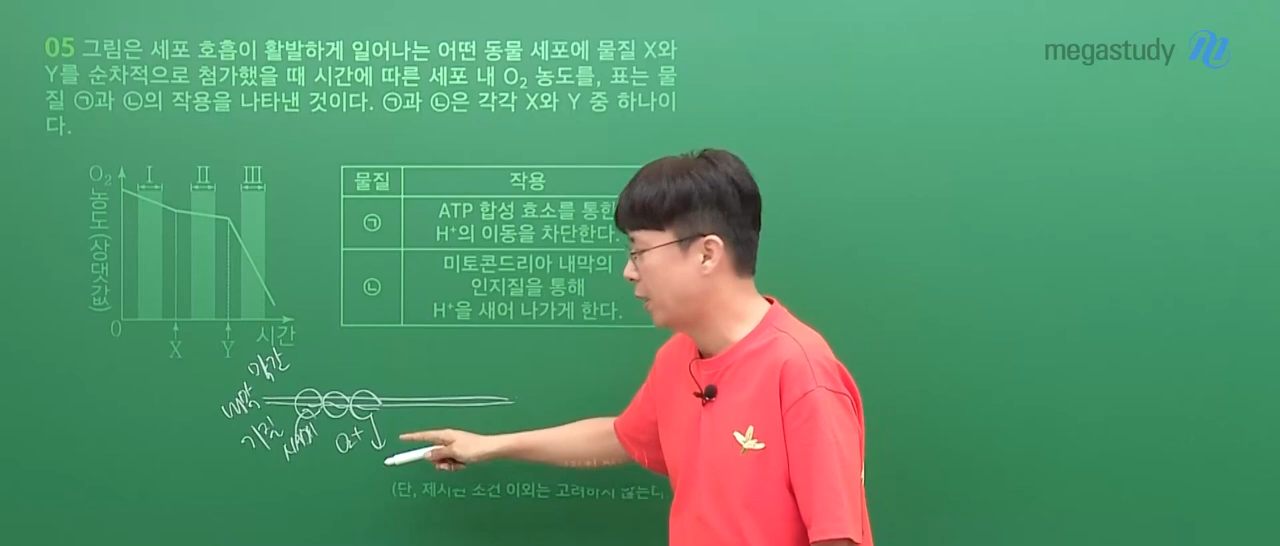 megastudy
05 그림은 세포 호흡이 활발하게 일어나는 어떤 동물 세포에 물질 X와
Y를 순차적으로 첨가했을 때 시간에 따른 세포 내 O₂ 농도를, 표는 물
질 ㉠과 ㉡의 작용을 나타낸 것이다. ㉠과 ㉡은 각각 X와 Y 중 하나이
다.
O₂ 농도(상댓값)
I II III
0
X Y
시간
물질 작용
㉠ ATP 합성 효소를 통한
H⁺의 이동을 차단한다.
㉡ 미토콘드리아 내막의
인지질을 통해
H⁺을 새어 나가게 한다.
막간
내막
기질
O₂+
(단, 제시된 조건 이외는 고려하지 않는다.